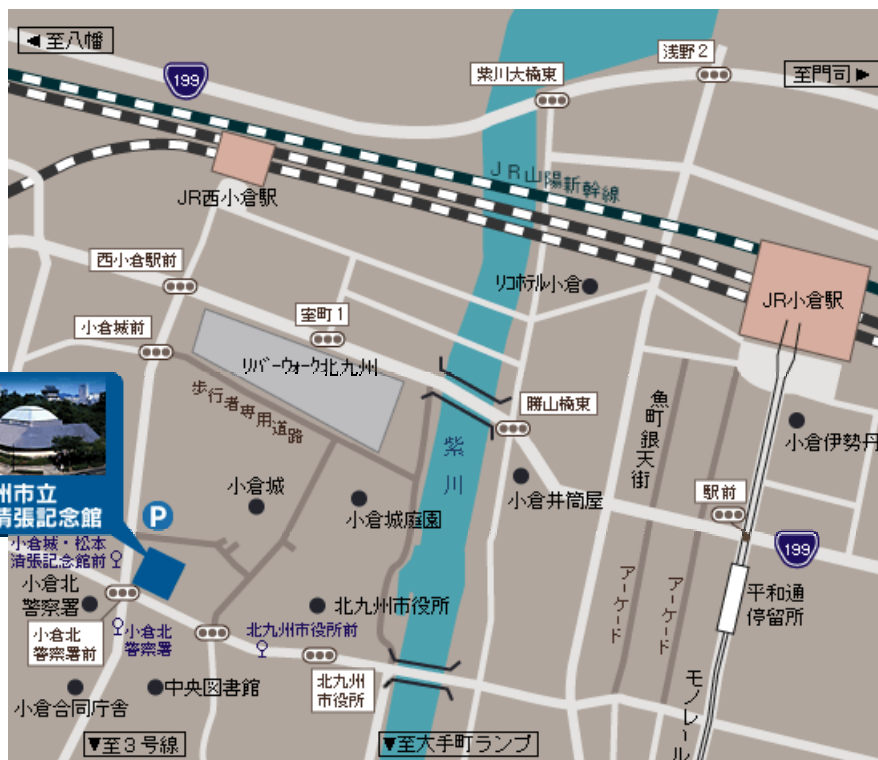 ◀至八幡
199
紫川大橋東
浅野2
至門司▶
JR西小倉駅
JR山陽新幹線
西小倉駅前
リコホテル小倉
JR小倉駅
小倉城前
室町1
リバーウォーク北九州
歩行者専用道路
勝山橋東
魚町銀天街
小倉伊勢丹
紫川
小倉城
小倉城庭園
小倉井筒屋
駅前
州市立
清張記念館
P
199
小倉城・松本
清張記念館前
小倉北
警察署
北九州市役所
アーケード
アーケード
平和通
停留所
小倉北
警察署前
小倉北
警察署
北九州市役所前
北九州
市役所
モノレール
小倉合同庁舎
中央図書館
▼至3号線
▼至大手町ランプ